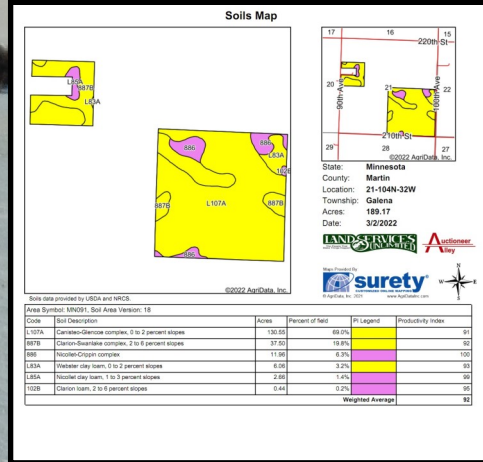 Soils Map
L85A
887B
L83A
886
L83A
102B
L107A
887B
887B
886
©2022 AgriData, Inc.
17 16 15
220th St
20 90th Ave 21 100th Ave 22
210th St
29 28 27
©2022 AgriData, Inc.
State: Minnesota
County: Martin
Location: 21-104N-32W
Township: Galena
Acres: 189.17
Date: 3/2/2022
LAND SERVICES UNLIMITED
Auctioneer Alley
Maps Provided By
surety®
CUSTOMIZED ONLINE MAPPING
© AgriData, Inc. 2021 www.AgriDataInc.com
N
W E
S
Soils data provided by USDA and NRCS.
Area Symbol: MN091, Soil Area Version: 18
Code Soil Description Acres Percent of field PI Legend Productivity Index
L107A Canisteo-Glencoe complex, 0 to 2 percent slopes 130.55 69.0% 91
887B Clarion-Swanlake complex, 2 to 6 percent slopes 37.50 19.8% 92
886 Nicollet-Crippin complex 11.96 6.3% 100
L83A Webster clay loam, 0 to 2 percent slopes 6.06 3.2% 93
L85A Nicollet clay loam, 1 to 3 percent slopes 2.66 1.4% 99
102B Clarion loam, 2 to 6 percent slopes 0.44 0.2% 95
Weighted Average 92